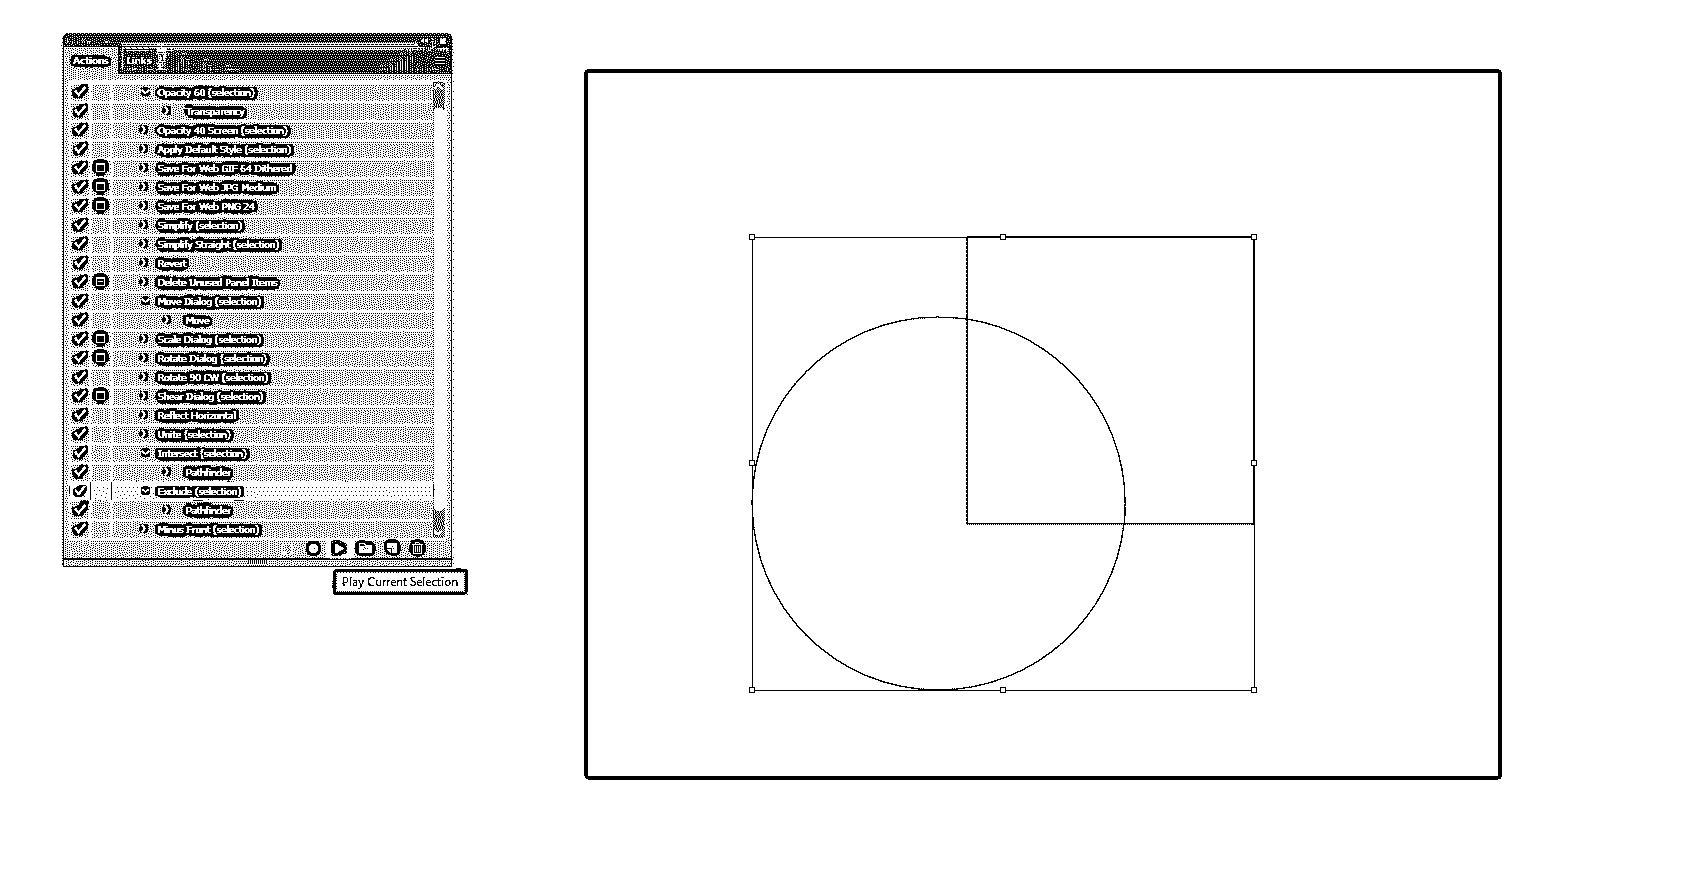 Actions Links
Opacity 60 (selection)
Transparency
Opacity 40 Screen (selection)
Apply Default Style (selection)
Save For Web GIF 64 Dithered
Save For Web JPG Medium
Save For Web PNG 24
Simplify (selection)
Simplify Straight (selection)
Revert
Delete Unused Panel Items
Move Dialog (selection)
Move
Scale Dialog (selection)
Rotate Dialog (selection)
Rotate 90 CW (selection)
Shear Dialog (selection)
Reflect Horizontal
Unite (selection)
Intersect (selection)
Pathfinder
Exclude (selection)
Pathfinder
Minus Front (selection)
Play Current Selection